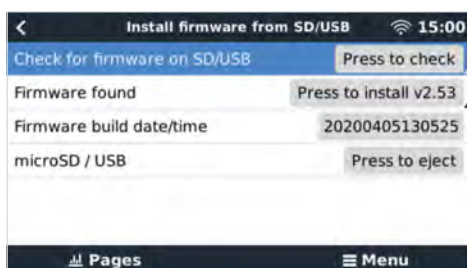 Install firmware from SD/USB 15:00
Check for firmware on SD/USB Press to check
Firmware found Press to install v2.53
Firmware build date/time 20200405130525
microSD / USB Press to eject
Pages Menu